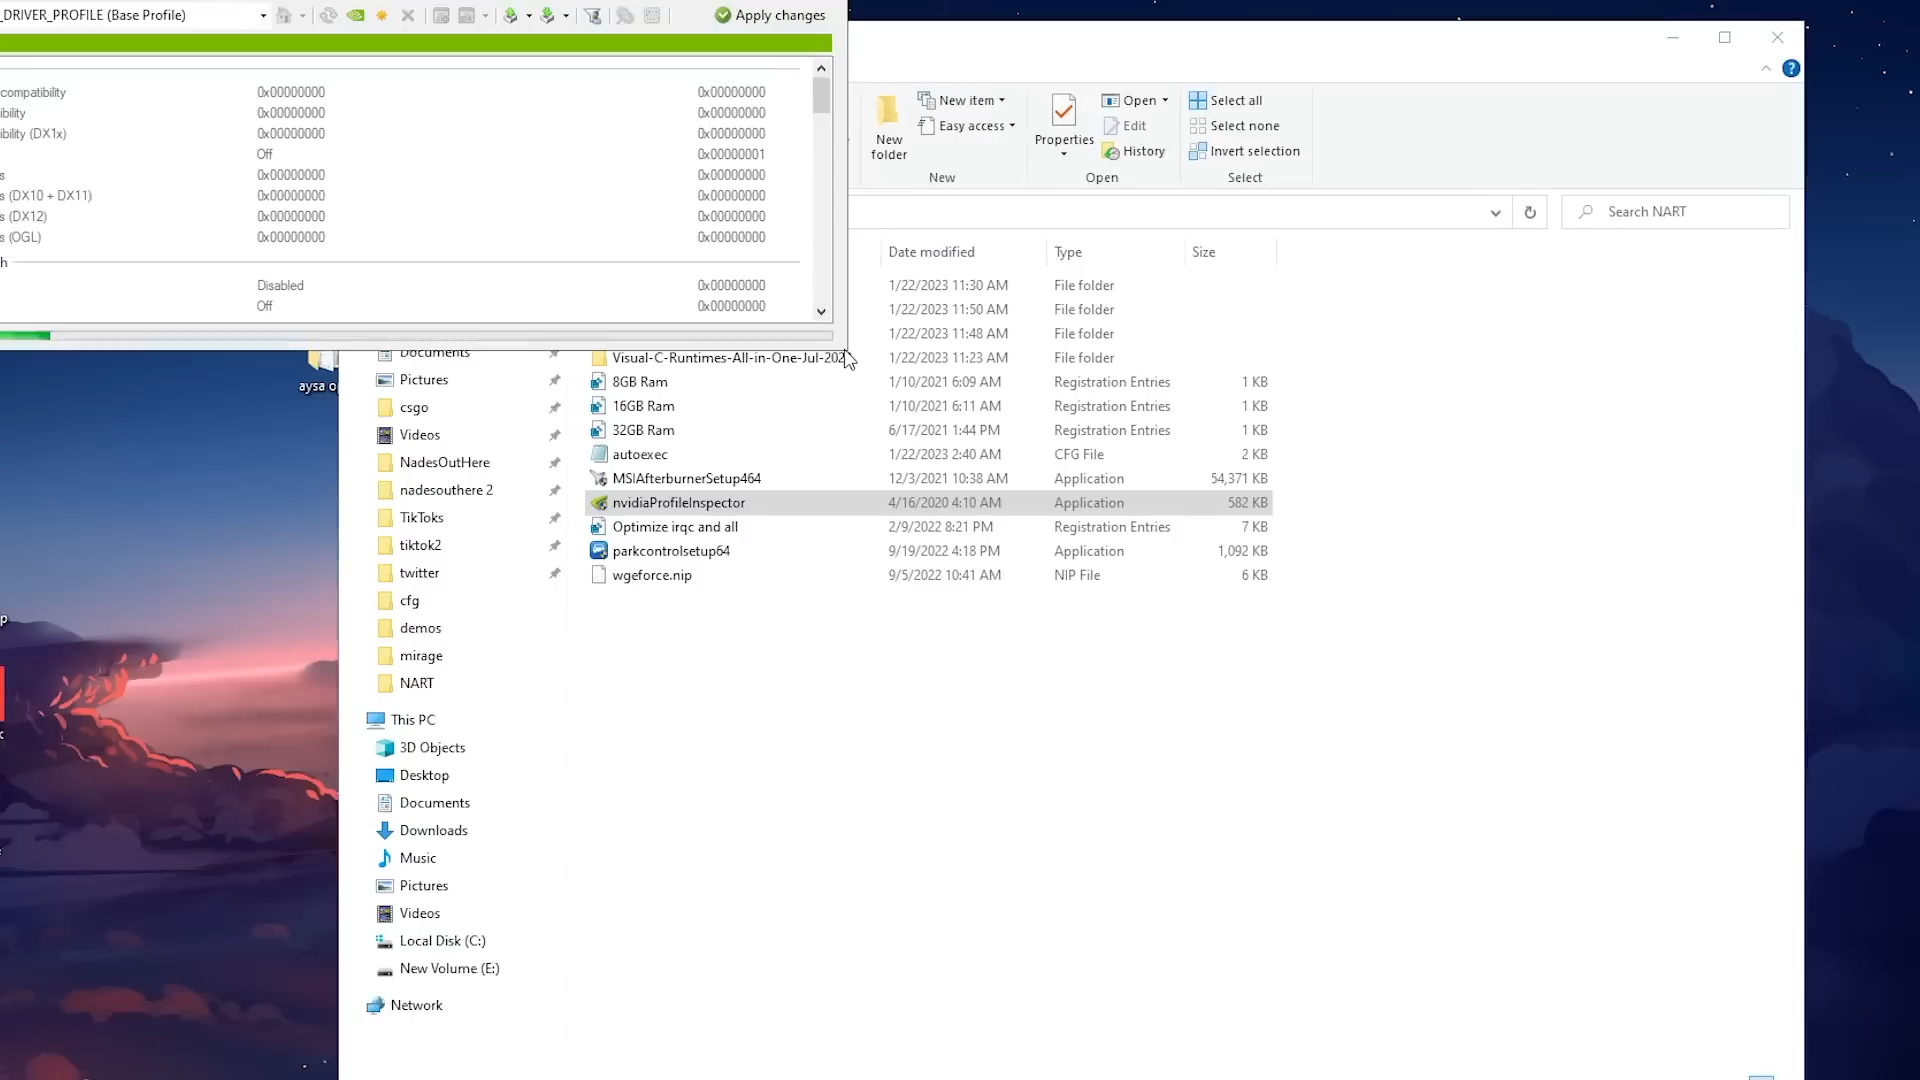 _DRIVER_PROFILE (Base Profile)
Apply changes
compatibility 0x00000000 0x00000000
ibility 0x00000000 0x00000000
ibility (DX1x) 0x00000000 0x00000000
Off 0x00000001
s 0x00000000 0x00000000
s (DX10 + DX11) 0x00000000 0x00000000
s (DX12) 0x00000000 0x00000000
s (OGL) 0x00000000 0x00000000
h
Disabled 0x00000000
Off 0x00000000
New folder
New item
Easy access
New
Properties
Open
Edit
History
Open
Select all
Select none
Invert selection
Select
Search NART
Date modified Type Size
1/22/2023 11:30 AM File folder
1/22/2023 11:50 AM File folder
1/22/2023 11:48 AM File folder
Visual-C-Runtimes-All-in-One-Jul-202 1/22/2023 11:23 AM File folder
8GB Ram 1/10/2021 6:09 AM Registration Entries 1 KB
16GB Ram 1/10/2021 6:11 AM Registration Entries 1 KB
32GB Ram 6/17/2021 1:44 PM Registration Entries 1 KB
autoexec 1/22/2023 2:40 AM CFG File 2 KB
MSIAfterburnerSetup464 12/3/2021 10:38 AM Application 54,371 KB
nvidiaProfileInspector 4/16/2020 4:10 AM Application 582 KB
Optimize irqc and all 2/9/2022 8:21 PM Registration Entries 7 KB
parkcontrolsetup64 9/19/2022 4:18 PM Application 1,092 KB
wgeforce.nip 9/5/2022 10:41 AM NIP File 6 KB
aysa op
Documents
Pictures
csgo
Videos
NadesOutHere
nadesouthere 2
TikToks
tiktok2
twitter
cfg
demos
mirage
NART
This PC
3D Objects
Desktop
Documents
Downloads
Music
Pictures
Videos
Local Disk (C:)
New Volume (E:)
Network
p